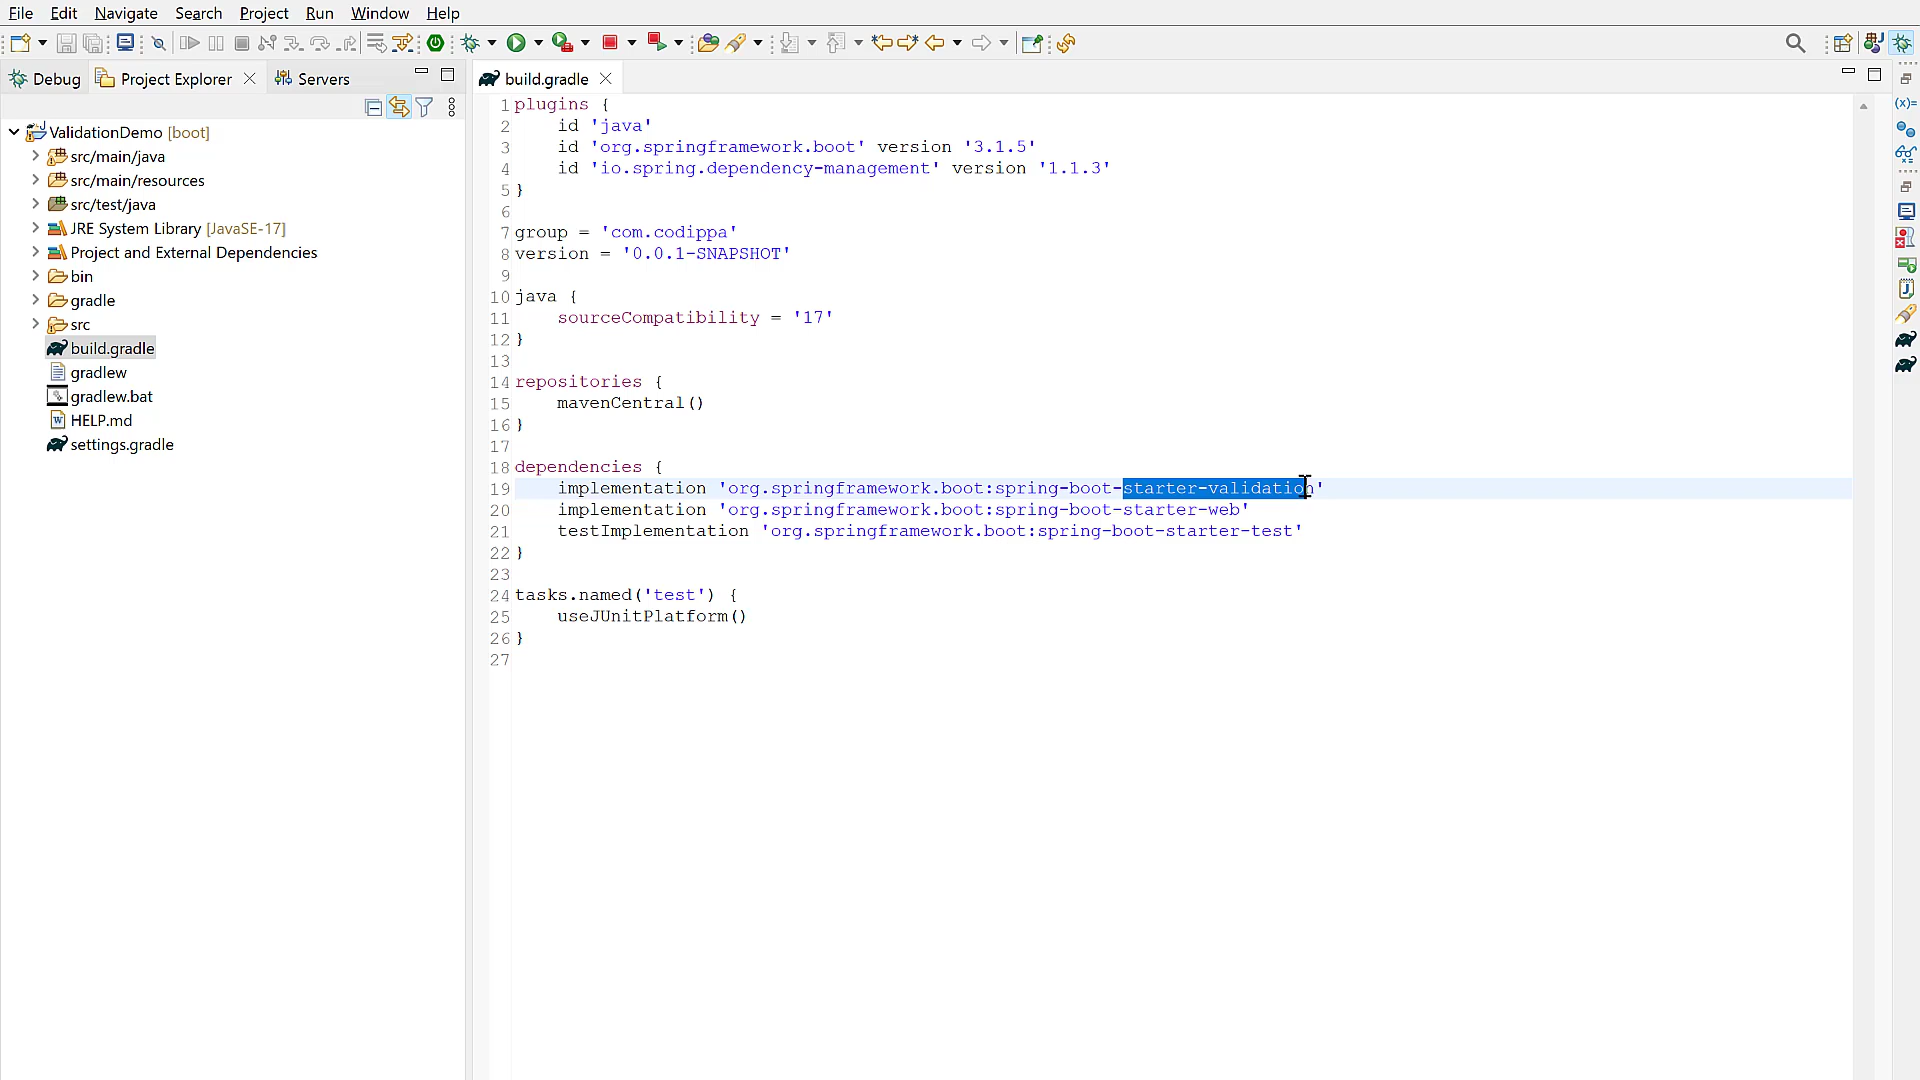 File Edit Navigate Search Project Run Window Help
Debug Project Explorer Servers
build.gradle
ValidationDemo [boot]
src/main/java
src/main/resources
src/test/java
JRE System Library [JavaSE-17]
Project and External Dependencies
bin
gradle
src
build.gradle
gradlew
gradlew.bat
HELP.md
settings.gradle
1 plugins {
2 id 'java'
3 id 'org.springframework.boot' version '3.1.5'
4 id 'io.spring.dependency-management' version '1.1.3'
5 }
6
7 group = 'com.codippa'
8 version = '0.0.1-SNAPSHOT'
9
10 java {
11 sourceCompatibility = '17'
12 }
13
14 repositories {
15 mavenCentral()
16 }
17
18 dependencies {
19 implementation 'org.springframework.boot:spring-boot-starter-validation'
20 implementation 'org.springframework.boot:spring-boot-starter-web'
21 testImplementation 'org.springframework.boot:spring-boot-starter-test'
22 }
23
24 tasks.named('test') {
25 useJUnitPlatform()
26 }
27
(x)=